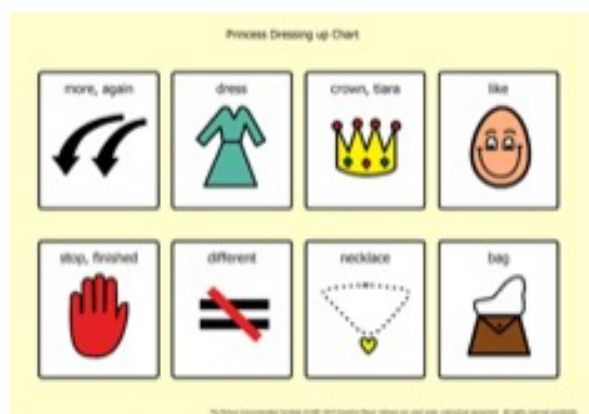 Princess Dressing up Chart
more, again
dress
crown, tiara
like
stop, finished
different
necklace
bag